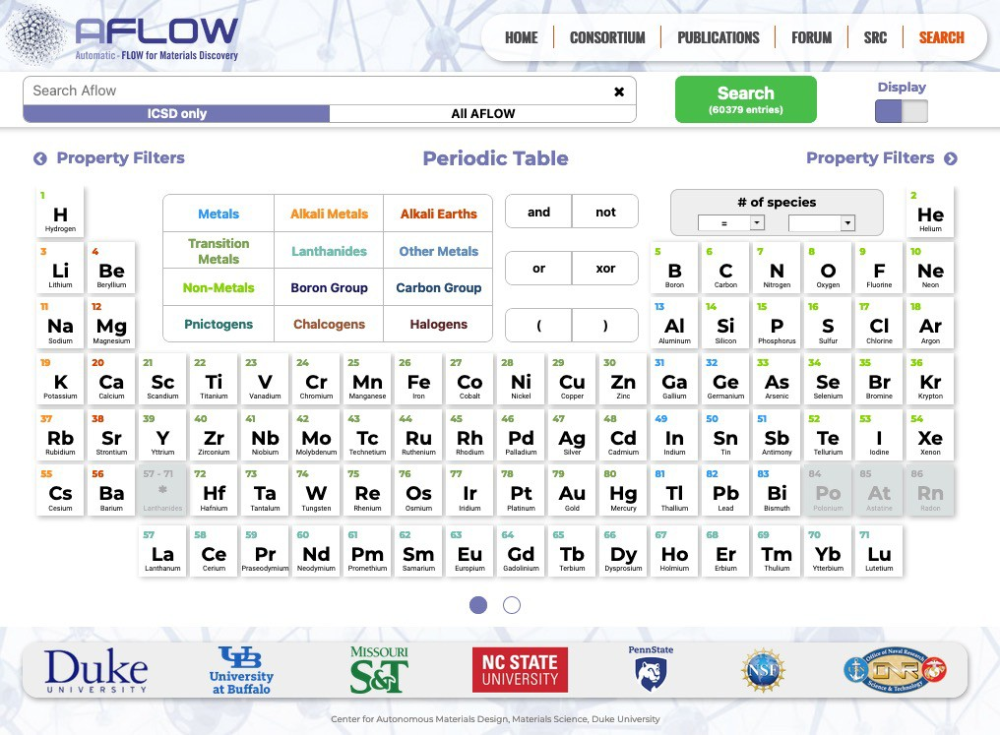 AFLOW
Automatic - FLOW for Materials Discovery
HOME CONSORTIUM PUBLICATIONS FORUM SRC SEARCH
Search Aflow ✖
ICSD only All AFLOW
Search
(60379 entries)
Display
Property Filters Periodic Table Property Filters
Metals Alkali Metals Alkali Earths
Transition Metals Lanthanides Other Metals
Non-Metals Boron Group Carbon Group
Pnictogens Chalcogens Halogens
and not
or xor
( )
# of species
=
1 2
H He
Hydrogen Helium
3 4 5 6 7 8 9 10
Li Be B C N O F Ne
Lithium Beryllium Boron Carbon Nitrogen Oxygen Fluorine Neon
11 12 13 14 15 16 17 18
Na Mg Al Si P S Cl Ar
Sodium Magnesium Aluminum Silicon Phosphorus Sulfur Chlorine Argon
19 20 21 22 23 24 25 26 27 28 29 30 31 32 33 34 35 36
K Ca Sc Ti V Cr Mn Fe Co Ni Cu Zn Ga Ge As Se Br Kr
Potassium Calcium Scandium Titanium Vanadium Chromium Manganese Iron Cobalt Nickel Copper Zinc Gallium Germanium Arsenic Selenium Bromine Krypton
37 38 39 40 41 42 43 44 45 46 47 48 49 50 51 52 53 54
Rb Sr Y Zr Nb Mo Tc Ru Rh Pd Ag Cd In Sn Sb Te I Xe
Rubidium Strontium Yttrium Zirconium Niobium Molybdenum Technetium Ruthenium Rhodium Palladium Silver Cadmium Indium Tin Antimony Tellurium Iodine Xenon
55 56 57 - 71 72 73 74 75 76 77 78 79 80 81 82 83 84 85 86
Cs Ba * Hf Ta W Re Os Ir Pt Au Hg Tl Pb Bi Po At Rn
Cesium Barium Lanthanides Hafnium Tantalum Tungsten Rhenium Osmium Iridium Platinum Gold Mercury Thallium Lead Bismuth Polonium Astatine Radon
57 58 59 60 61 62 63 64 65 66 67 68 69 70 71
La Ce Pr Nd Pm Sm Eu Gd Tb Dy Ho Er Tm Yb Lu
Lanthanum Cerium Praseodymium Neodymium Promethium Samarium Europium Gadolinium Terbium Dysprosium Holmium Erbium Thulium Ytterbium Lutetium
Duke
UNIVERSITY
UB
University
at Buffalo
MISSOURI
S&T
NC STATE
UNIVERSITY
PennState
NSF
Office of Naval Research
ONR
Science & Technology
Center for Autonomous Materials Design, Materials Science, Duke University